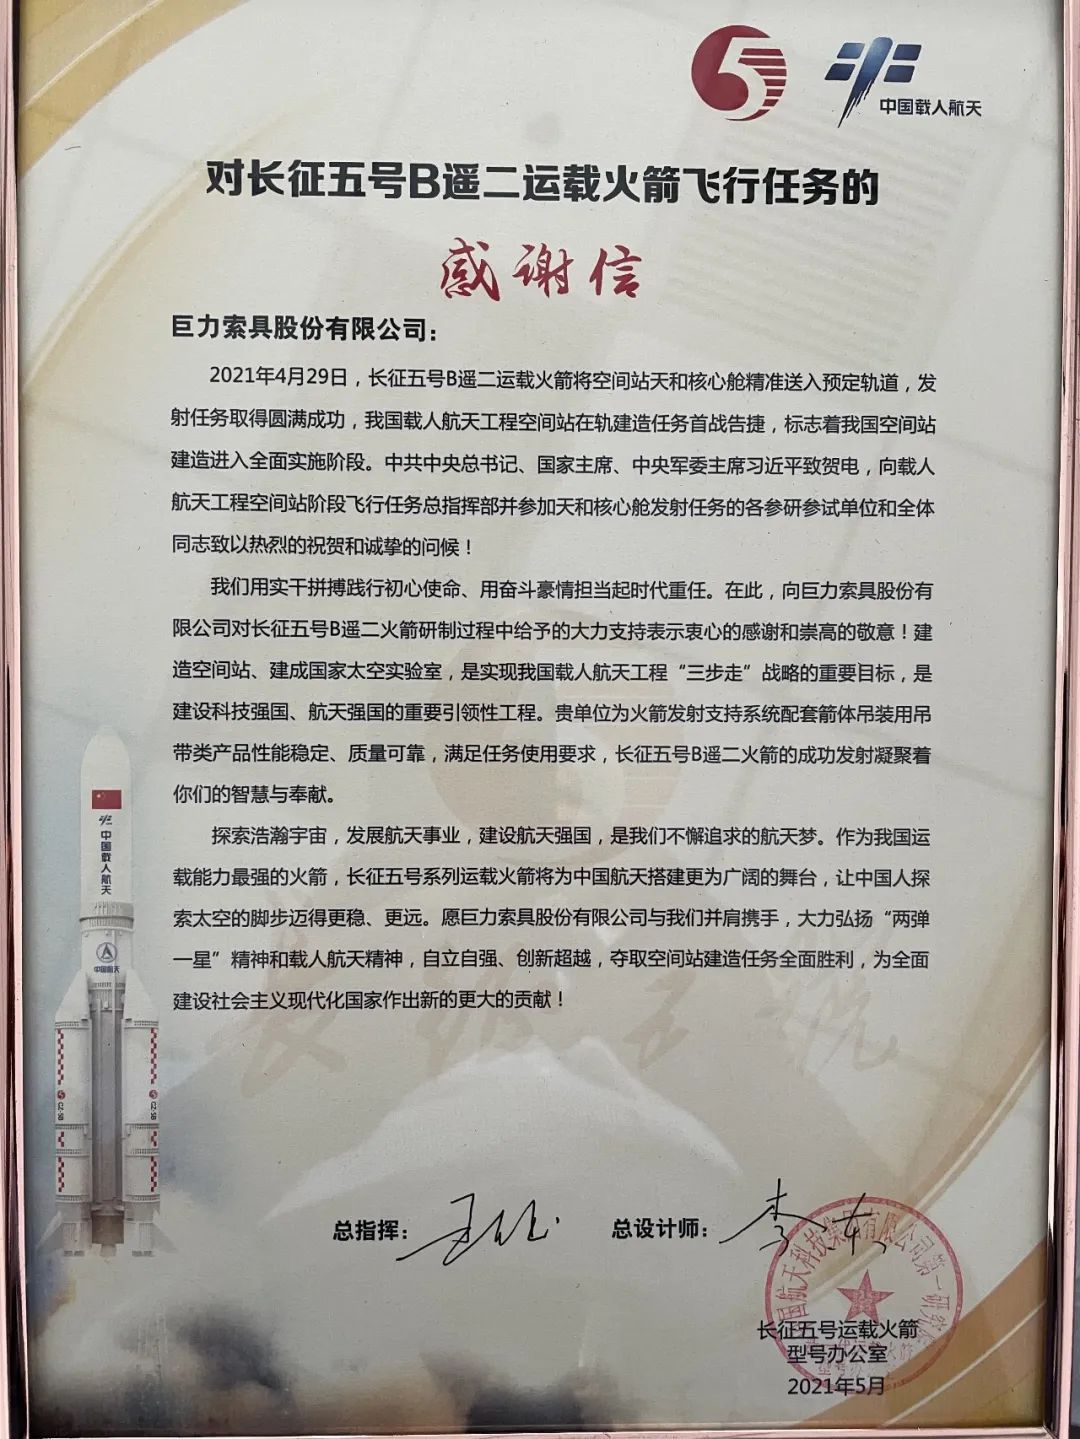 5
中国载人航天
对长征五号B遥二运载火箭飞行任务的
感谢信
巨力索具股份有限公司：
2021年4月29日，长征五号B遥二运载火箭将空间站天和核心舱精准送入预定轨道，发
射任务取得圆满成功，我国载人航天工程空间站在轨建造任务首战告捷，标志着我国空间站
建造进入全面实施阶段。中共中央总书记、国家主席、中央军委主席习近平致贺电，向载人
航天工程空间站阶段飞行任务总指挥部并参加天和核心舱发射任务的各参研参试单位和全体
同志致以热烈的祝贺和诚挚的问候！
我们用实干拼搏践行初心使命、用奋斗豪情担当起时代重任。在此，向巨力索具股份有
限公司对长征五号B遥二火箭研制过程中给予的大力支持表示衷心的感谢和崇高的敬意！建
造空间站、建成国家太空实验室，是实现我国载人航天工程“三步走”战略的重要目标，是
建设科技强国、航天强国的重要引领性工程。贵单位为火箭发射支持系统配套箭体吊装用吊
带类产品性能稳定、质量可靠，满足任务使用要求，长征五号B遥二火箭的成功发射凝聚着
你们的智慧与奉献。
探索浩瀚宇宙，发展航天事业，建设航天强国，是我们不懈追求的航天梦。作为我国运
载能力最强的火箭，长征五号系列运载火箭将为中国航天搭建更为广阔的舞台，让中国人探
索太空的脚步迈得更稳、更远。愿巨力索具股份有限公司与我们并肩携手，大力弘扬“两弹
一星”精神和载人航天精神，自立自强、创新超越，夺取空间站建造任务全面胜利，为全面
建设社会主义现代化国家作出新的更大的贡献！
中国载人航天
中国航天
总指挥：
总设计师：李东
中国航天科技集团有限公司第一研究院
长征五号运载火箭
型号办公室
2021年5月